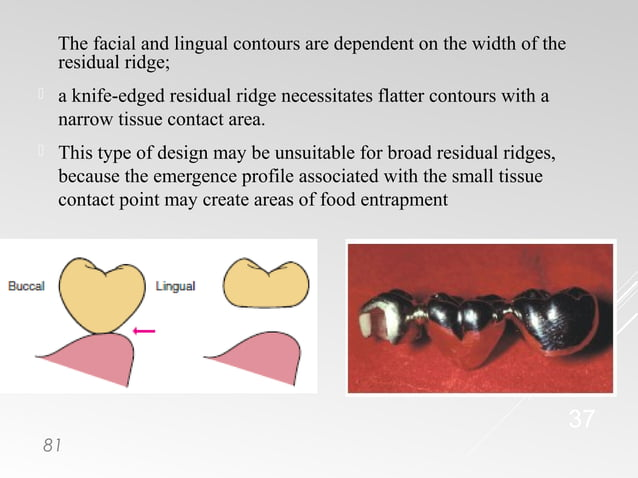 The facial and lingual contours are dependent on the width of the
residual ridge;
a knife-edged residual ridge necessitates flatter contours with a
narrow tissue contact area.
This type of design may be unsuitable for broad residual ridges,
because the emergence profile associated with the small tissue
contact point may create areas of food entrapment
Buccal
Lingual
37
81